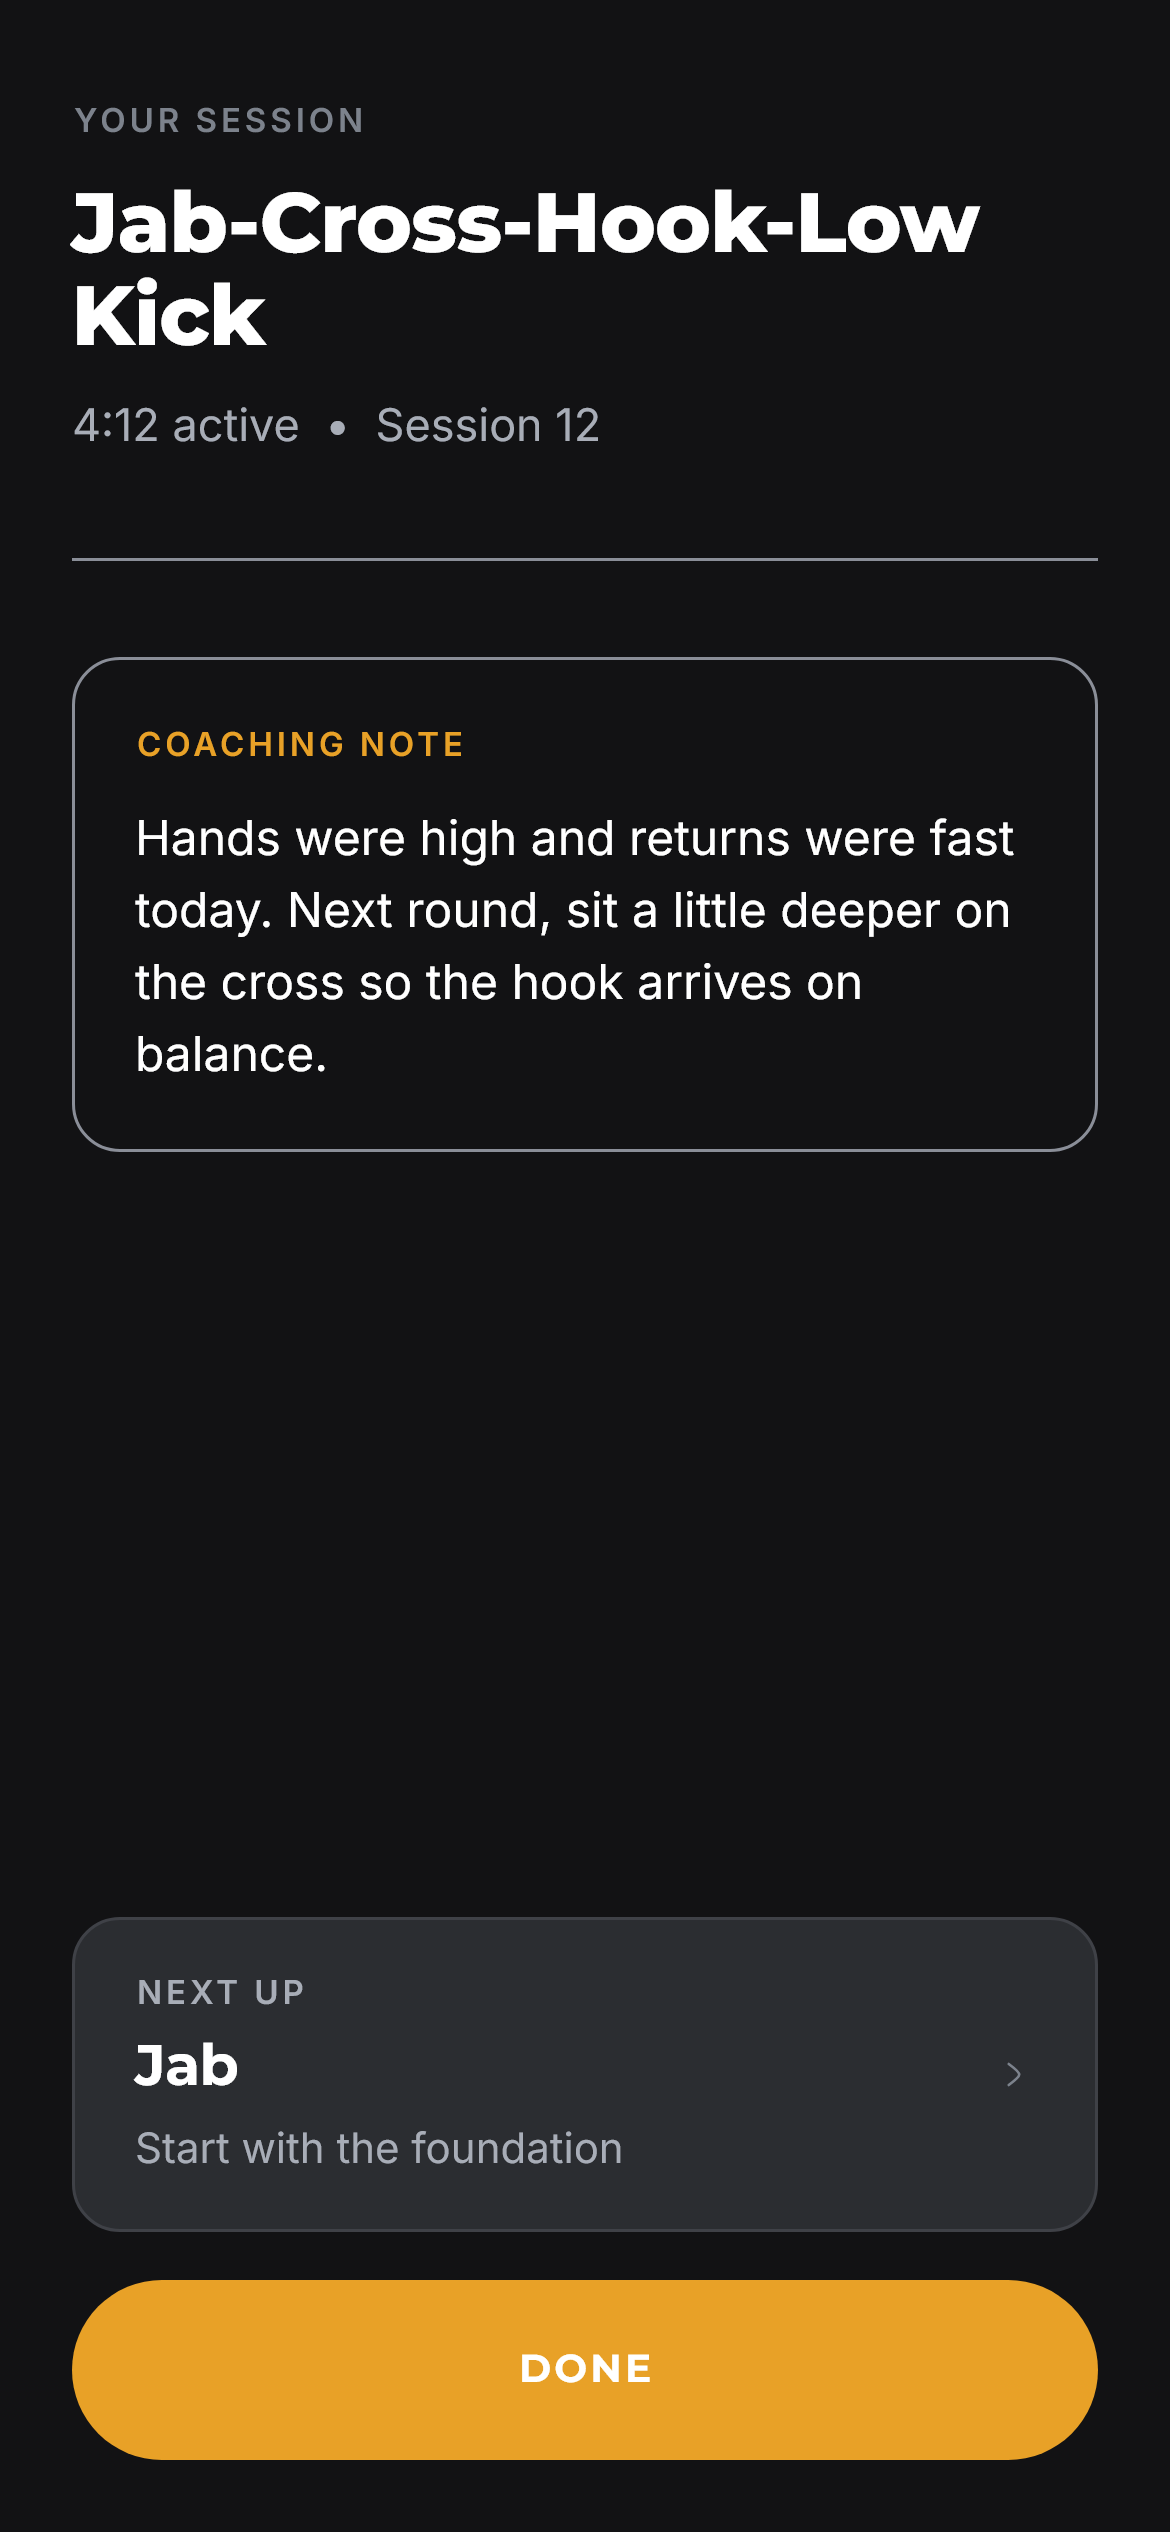 YOUR SESSION
Jab-Cross-Hook-Low
Kick
4:12 active • Session 12
COACHING NOTE
Hands were high and returns were fast
today. Next round, sit a little deeper on
the cross so the hook arrives on
balance.
NEXT UP
Jab
Start with the foundation
DONE